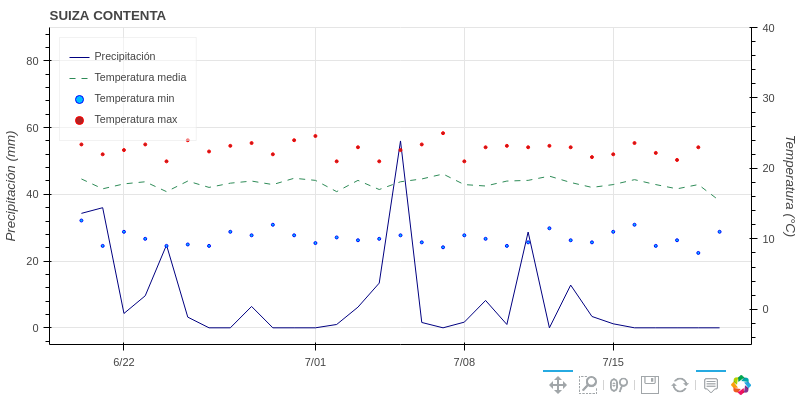 SUIZA CONTENTA
Precipitación
Temperatura media
Temperatura min
Temperatura max
Precipitación (mm)
80
60
40
20
0
Temperatura (°C)
40
30
20
10
0
6/22
7/01
7/08
7/15